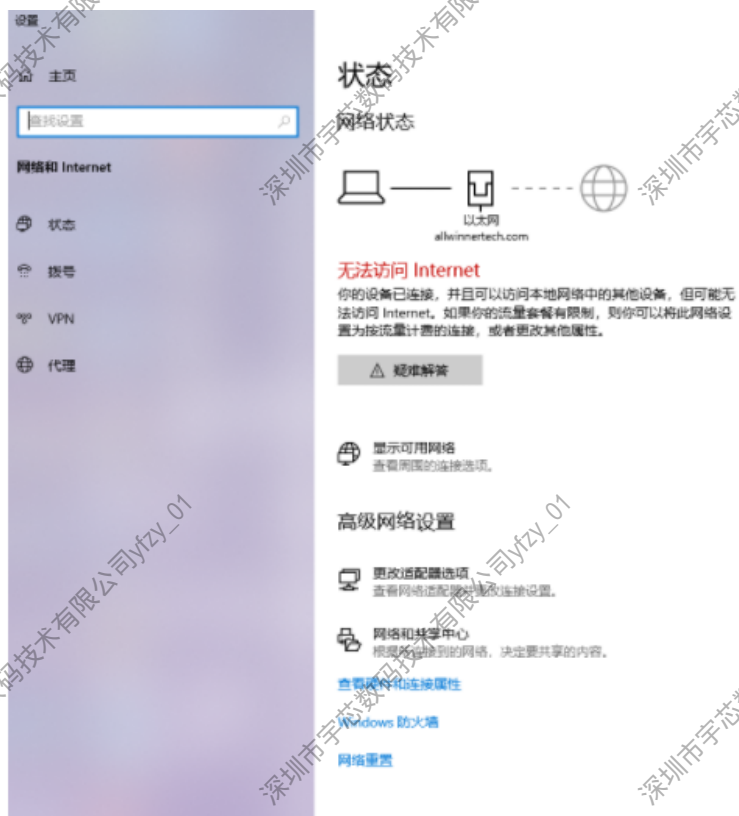 设置
主页
查找设置
网络和 Internet
状态
拨号
VPN
代理
状态
网络状态
以太网
allwinnertech.com
无法访问 Internet
你的设备已连接，并且可以访问本地网络中的其他设备，但可能无
法访问 Internet。如果你的流量套餐有限制，则你可以将此网络设
置为按流量计费的连接，或者更改其他属性。
疑难解答
显示可用网络
查看周围的连接选项。
高级网络设置
更改适配器选项
查看网络适配器并更改连接设置。
网络和共享中心
根据所连接到的网络，决定要共享的内容。
查看硬件和连接属性
Windows 防火墙
网络重置
深圳市宇芯数码技术有限公司yfzy_01